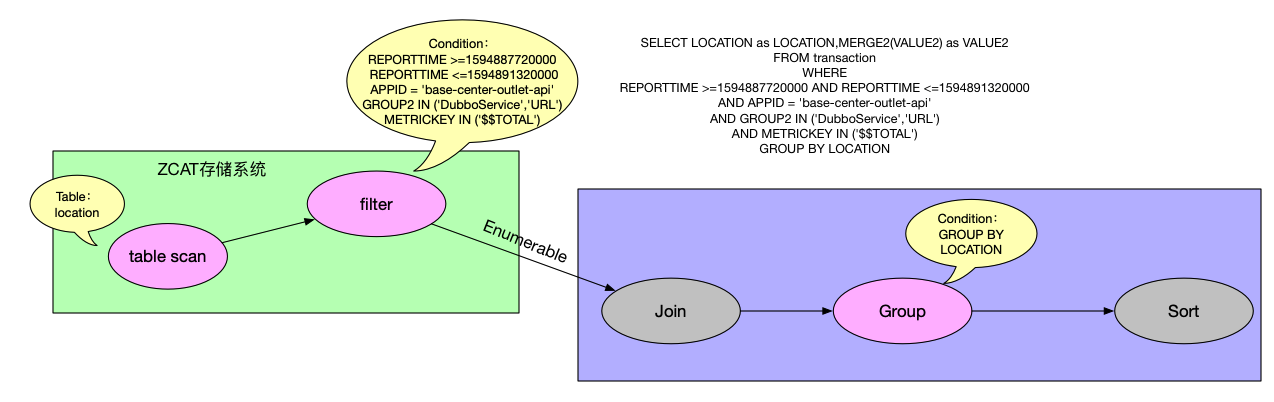 Condition：
REPORTTIME >=1594887720000
REPORTTIME <=1594891320000
APPID = 'base-center-outlet-api'
GROUP2 IN ('DubboService','URL')
METRICKEY IN ('$$TOTAL')
SELECT LOCATION as LOCATION,MERGE2(VALUE2) as VALUE2
FROM transaction
WHERE
REPORTTIME >=1594887720000 AND REPORTTIME <=1594891320000
AND APPID = 'base-center-outlet-api'
AND GROUP2 IN ('DubboService','URL')
AND METRICKEY IN ('$$TOTAL')
GROUP BY LOCATION
ZCAT存储系统
Table：
location
table scan
filter
Enumerable
Condition：
GROUP BY
LOCATION
Join
Group
Sort